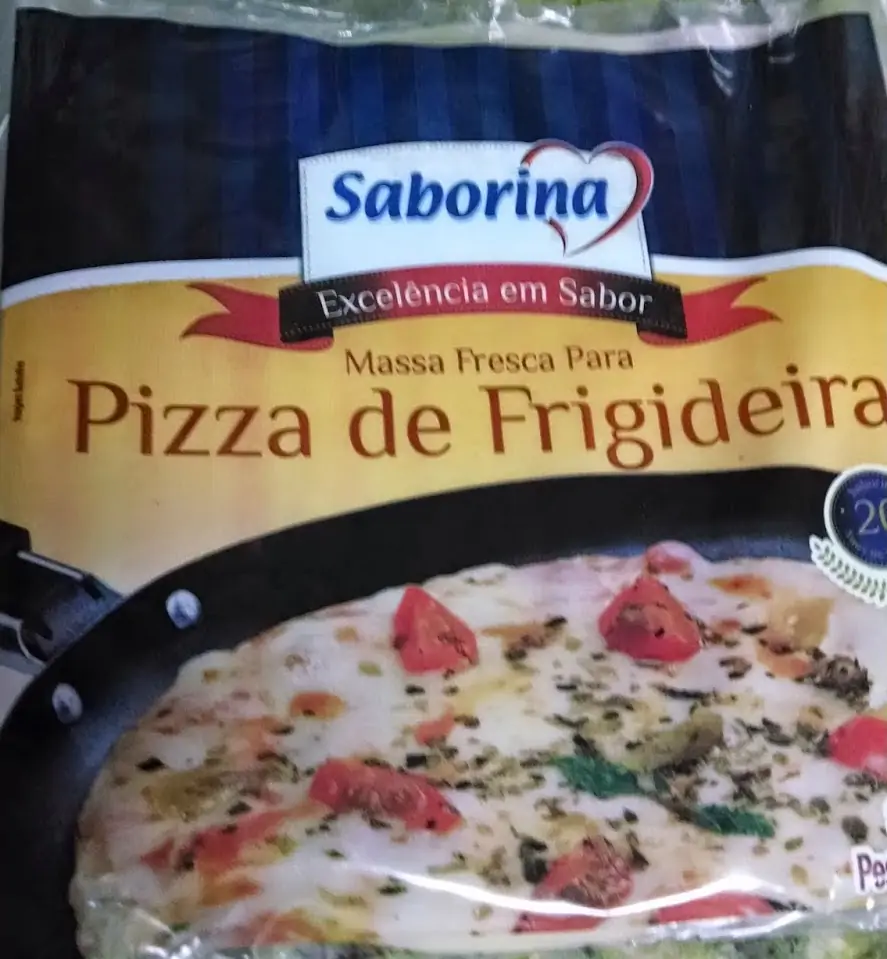 Saborina
Excelência em Sabor
Massa Fresca Para
Pizza de Frigideira